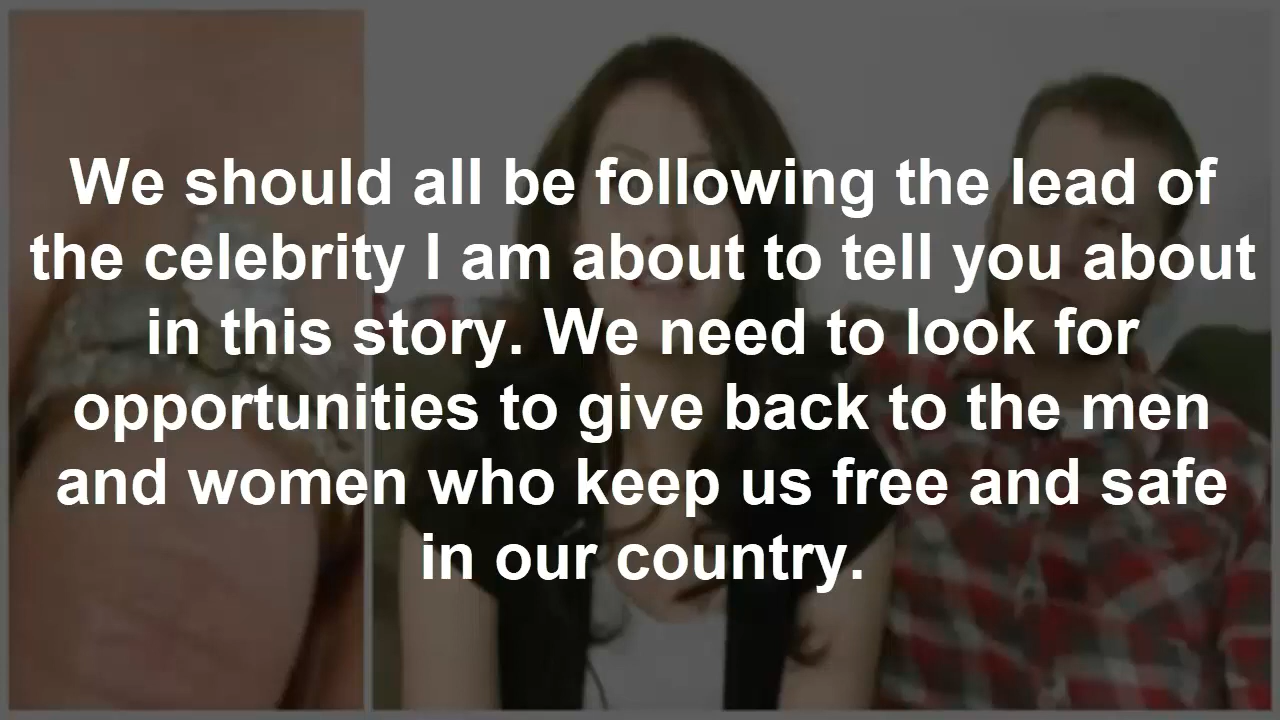 We should all be following the lead of
the celebrity I am about to tell you about
in this story. We need to look for
opportunities to give back to the men
and women who keep us free and safe
in our country.